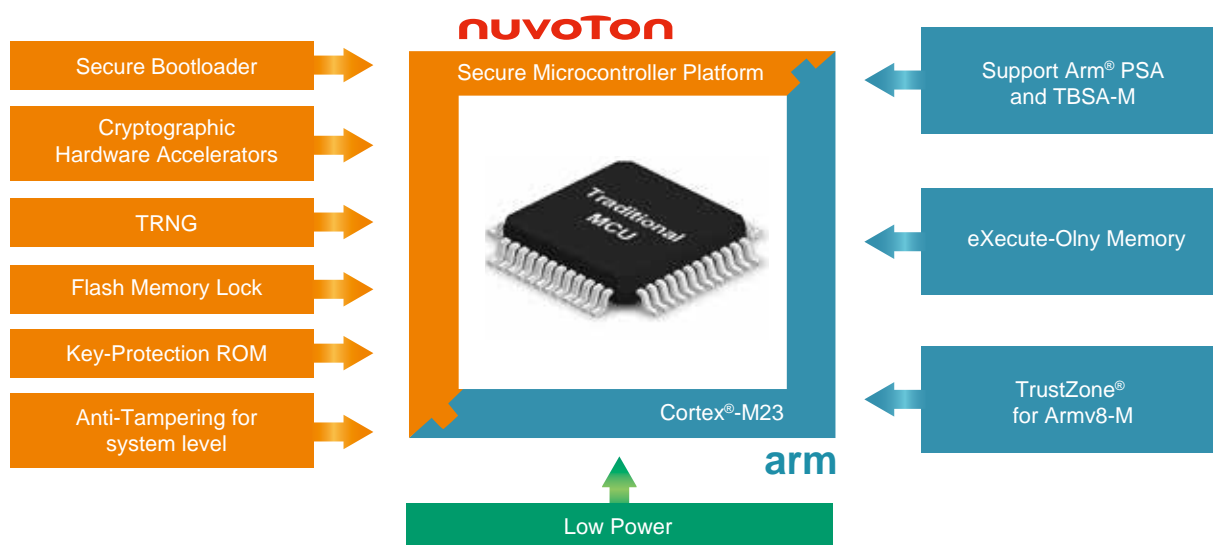 nuvoTon
Secure Microcontroller Platform
Secure Bootloader
Cryptographic
Hardware Accelerators
TRNG
Flash Memory Lock
Key-Protection ROM
Anti-Tampering for
system level
Traditional
MCU
Cortex®-M23
arm
Support Arm® PSA
and TBSA-M
eXecute-Olny Memory
TrustZone®
for Armv8-M
Low Power